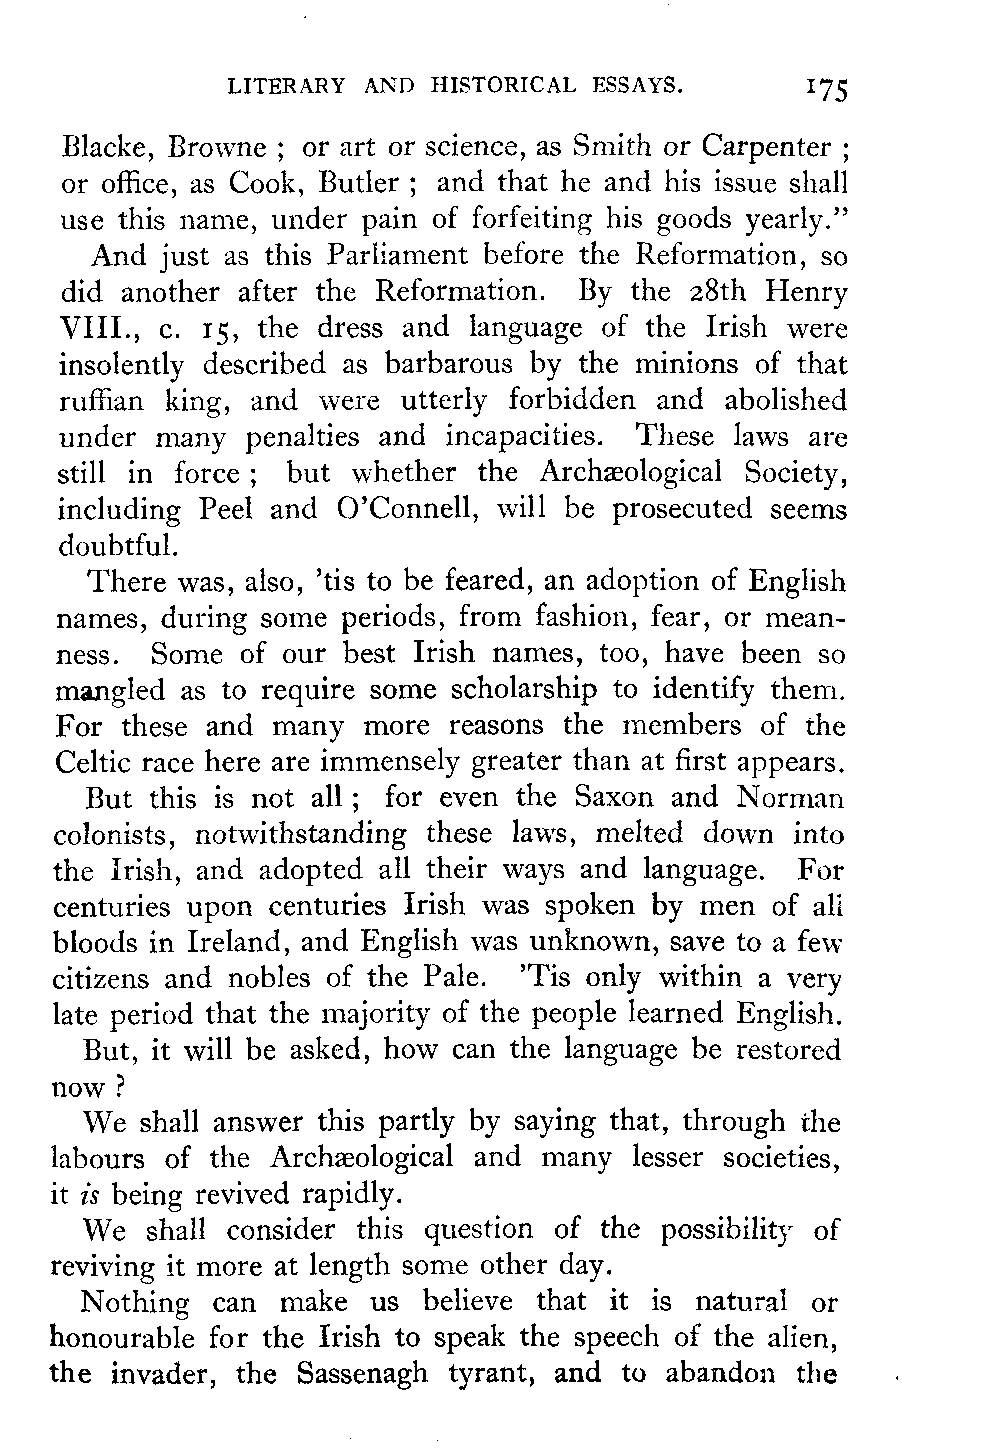 LITERARY AND HISTORICAL ESSAYS. 175
Blacke, Browne ; or art or science, as Smith or Carpenter ;
or office, as Cook, Butler ; and that he and his issue shall
use this name, under pain of forfeiting his goods yearly.”
And just as this Parliament before the Reformation, so
did another after the Reformation. By the 28th Henry
VIII., c. 15, the dress and language of the Irish were
insolently described as barbarous by the minions of that
ruffian king, and were utterly forbidden and abolished
under many penalties and incapacities. These laws are
still in force ; but whether the Archæological Society,
including Peel and O’Connell, will be prosecuted seems
doubtful.
There was, also, ’tis to be feared, an adoption of English
names, during some periods, from fashion, fear, or mean-
ness. Some of our best Irish names, too, have been so
mangled as to require some scholarship to identify them.
For these and many more reasons the members of the
Celtic race here are immensely greater than at first appears.
But this is not all ; for even the Saxon and Norman
colonists, notwithstanding these laws, melted down into
the Irish, and adopted all their ways and language. For
centuries upon centuries Irish was spoken by men of all
bloods in Ireland, and English was unknown, save to a few
citizens and nobles of the Pale. ’Tis only within a very
late period that the majority of the people learned English.
But, it will be asked, how can the language be restored
now ?
We shall answer this partly by saying that, through the
labours of the Archæological and many lesser societies,
it is being revived rapidly.
We shall consider this question of the possibility of
reviving it more at length some other day.
Nothing can make us believe that it is natural or
honourable for the Irish to speak the speech of the alien,
the invader, the Sassenagh tyrant, and to abandon the